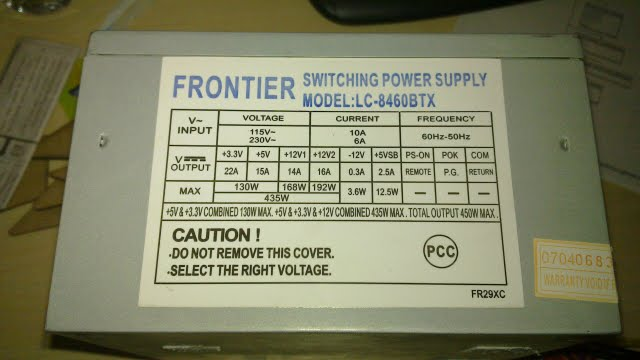 FRONTIER SWITCHING POWER SUPPLY
MODEL:LC-8460BTX
V~ INPUT VOLTAGE CURRENT FREQUENCY
115V~ 10A 60Hz-50Hz
230V~ 6A
V OUTPUT +3.3V +5V +12V1 +12V2 -12V +5VSB PS-ON POK COM
22A 15A 14A 16A 0.3A 2.5A REMOTE P.G. RETURN
MAX 130W 168W 192W 3.6W 12.5W — — —
435W
+5V & +3.3V COMBINED 130W MAX. +5V & +3.3V & +12V COMBINED 435W MAX. TOTAL OUTPUT 450W MAX.
CAUTION !
.DO NOT REMOVE THIS COVER.
.SELECT THE RIGHT VOLTAGE.
PCC
FR29XC
07040683
WARRANTY VOID IF